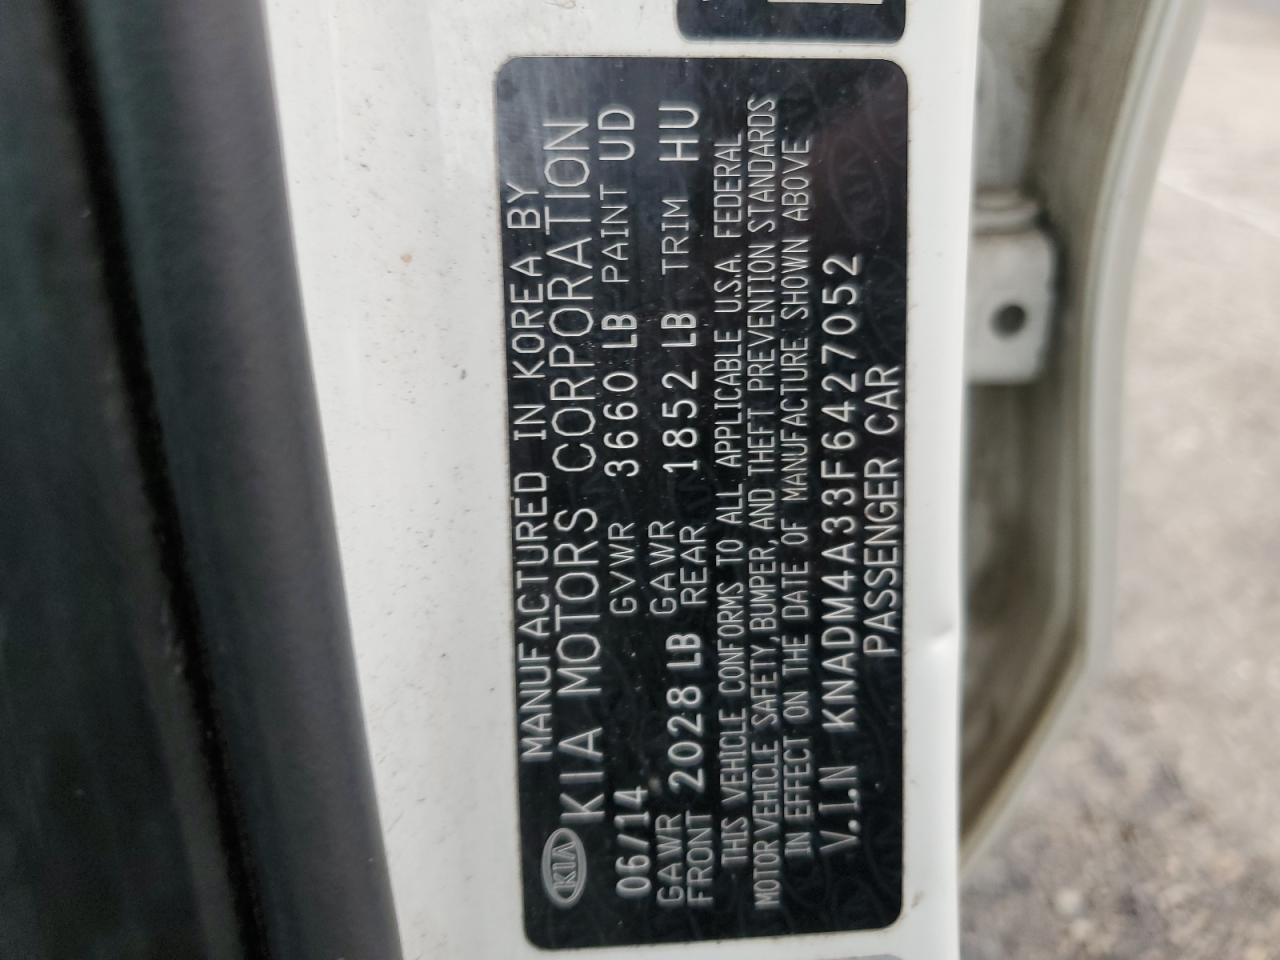 MANUFACTURED IN KOREA BY
KIA KIA MOTORS CORPORATION
06/14 GVWR 3660 LB PAINT UD
GAWR FRONT 2028 LB GAWR REAR 1852 LB TRIM HU
THIS VEHICLE CONFORMS TO ALL APPLICABLE U.S.A. FEDERAL
MOTOR VEHICLE SAFETY, BUMPER, AND THEFT PREVENTION STANDARDS
IN EFFECT ON THE DATE OF MANUFACTURE SHOWN ABOVE
V.I.N KNADM4A33F6427052
PASSENGER CAR